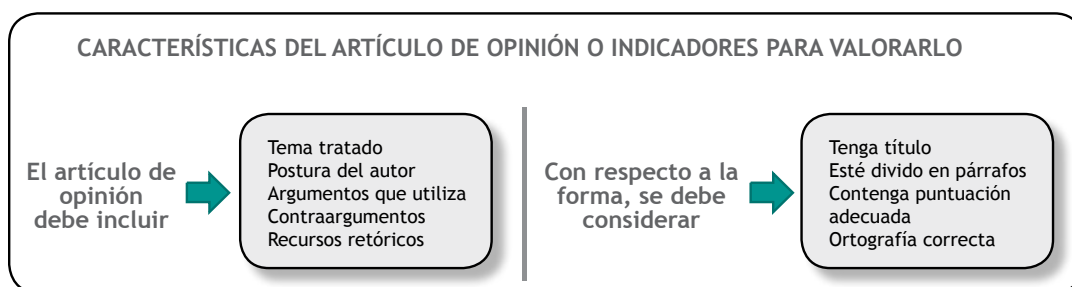 CARACTERÍSTICAS DEL ARTÍCULO DE OPINIÓN O INDICADORES PARA VALORARLO
El artículo de
opinión
debe incluir
Tema tratado
Postura del autor
Argumentos que utiliza
Contraargumentos
Recursos retóricos
Con respecto a la
forma, se debe
considerar
Tenga título
Esté divido en párrafos
Contenga puntuación
adecuada
Ortografía correcta